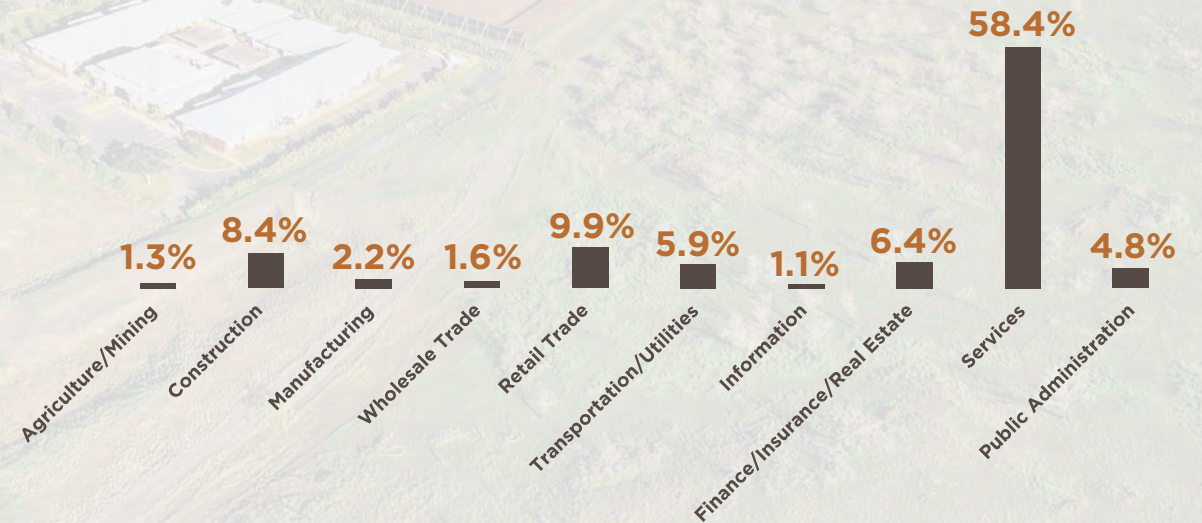 58.4%
1.3%
8.4%
2.2%
1.6%
9.9%
5.9%
1.1%
6.4%
4.8%
Agriculture/Mining
Construction
Manufacturing
Wholesale Trade
Retail Trade
Transportation/Utilities
Information
Finance/Insurance/Real Estate
Services
Public Administration